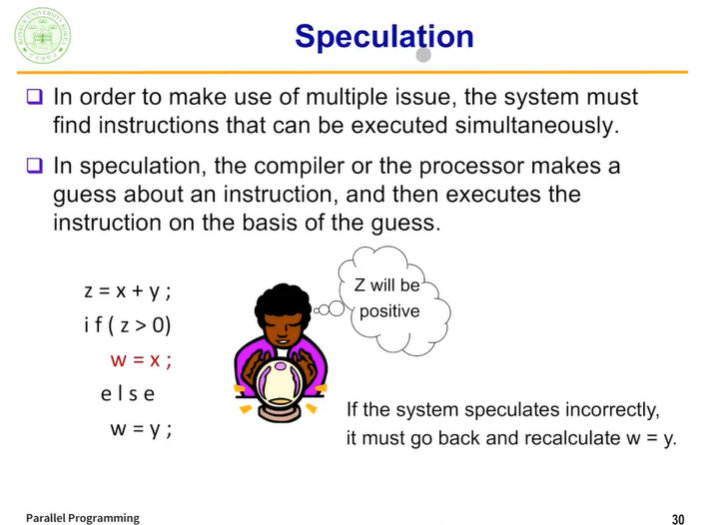 Speculation
In order to make use of multiple issue, the system must
find instructions that can be executed simultaneously.
In speculation, the compiler or the processor makes a
guess about an instruction, and then executes the
instruction on the basis of the guess.
z = x + y ;
i f ( z > 0)
w = x ;
e l s e
w = y ;
Z will be
positive
If the system speculates incorrectly,
it must go back and recalculate w = y.
Parallel Programming
30